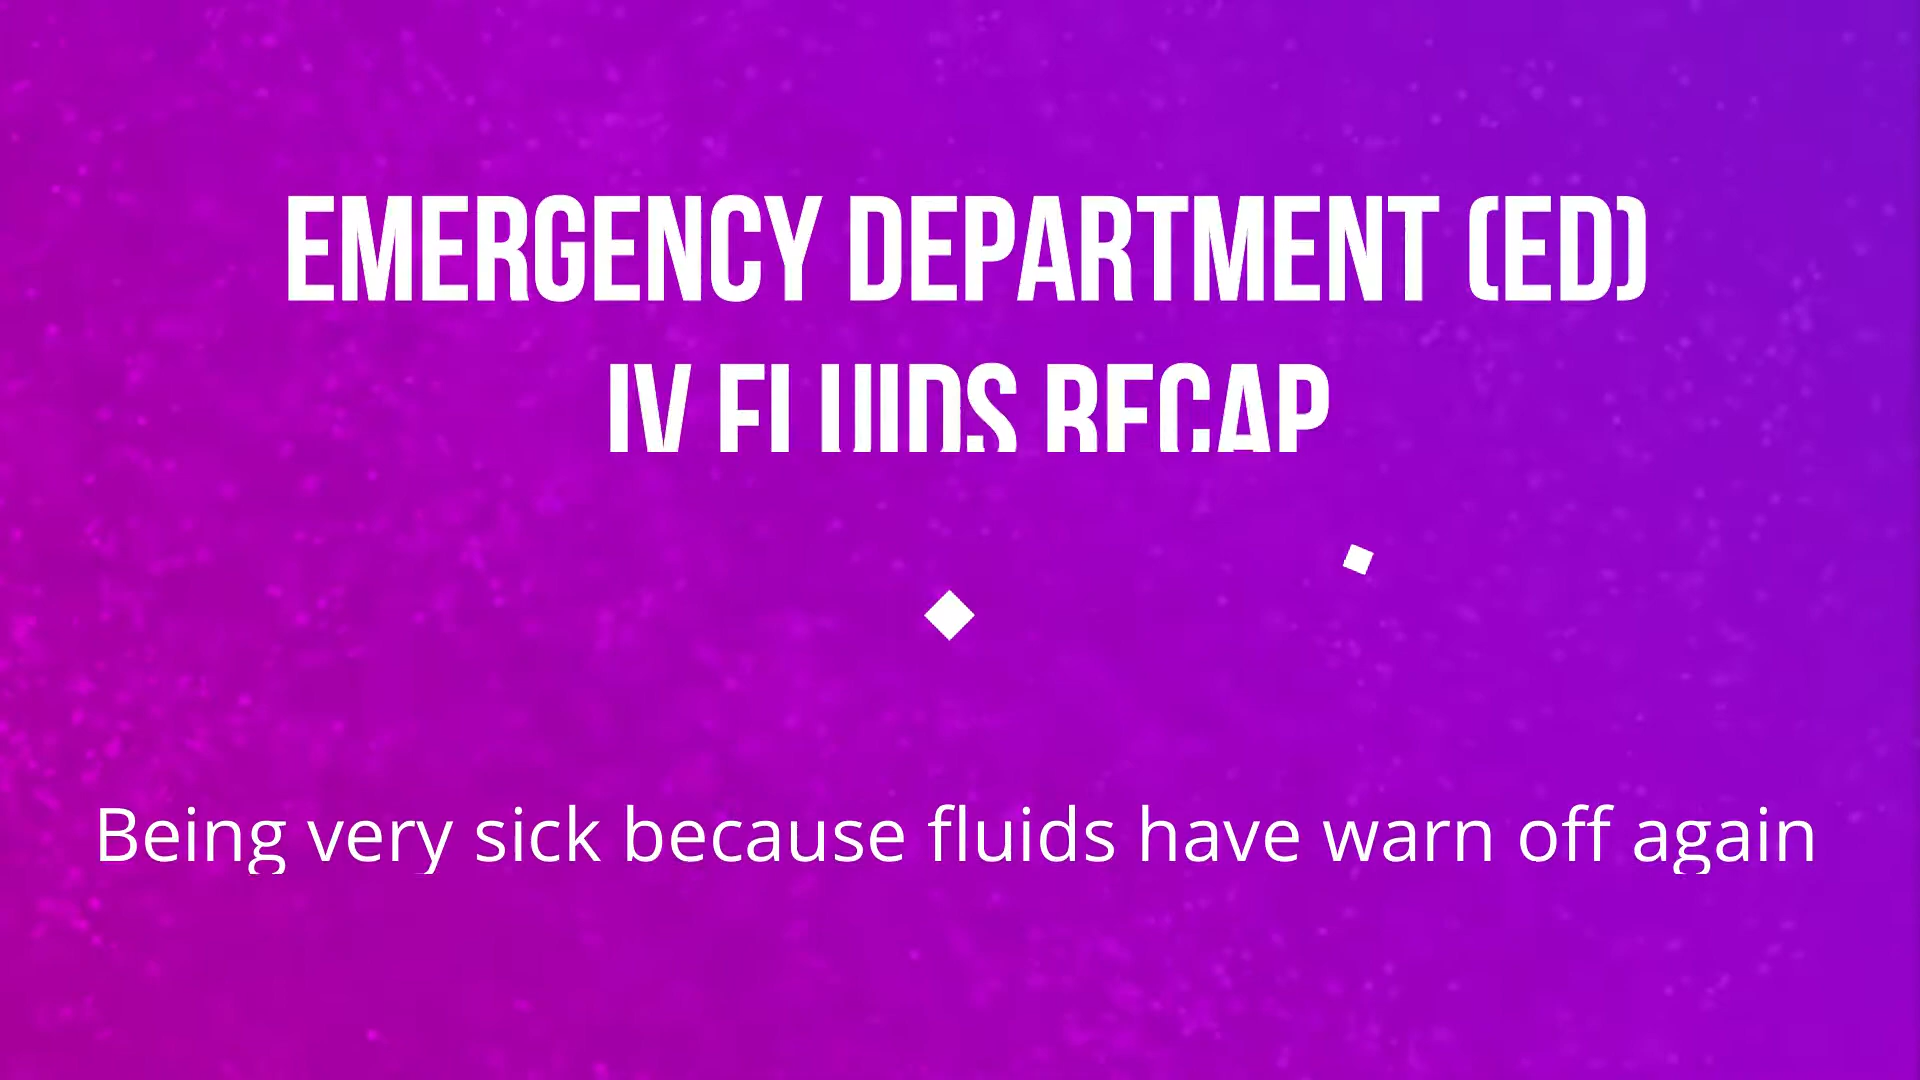 EMERGENCY DEPARTMENT (ED)
IV FLUIDS RECAP
Being very sick because fluids have warn off again